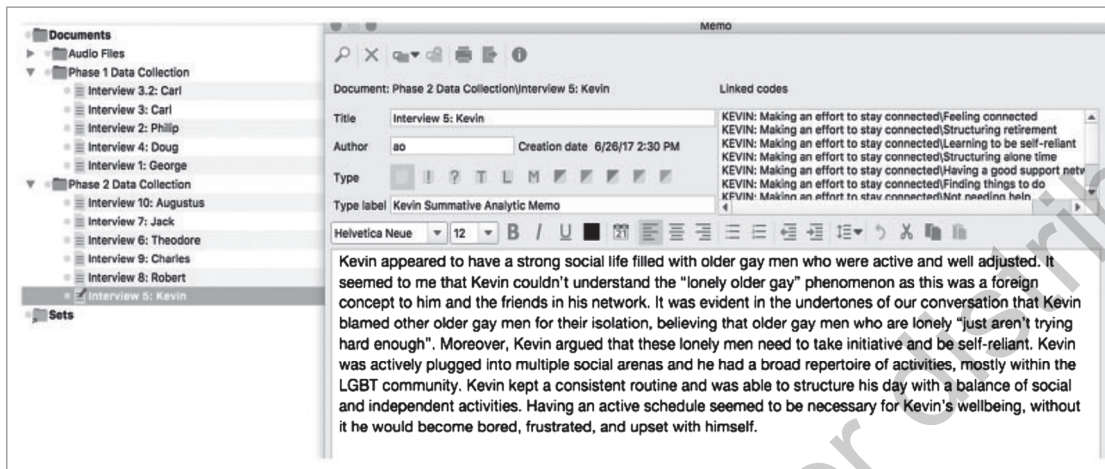 Documents
Audio Files
Phase 1 Data Collection
Interview 3.2: Carl
Interview 3: Carl
Interview 2: Philip
Interview 4: Doug
Interview 1: George
Phase 2 Data Collection
Interview 10: Augustus
Interview 7: Jack
Interview 6: Theodore
Interview 9: Charles
Interview 8: Robert
Interview 5: Kevin
Sets
Memo
Document: Phase 2 Data Collection\Interview 5: Kevin
Linked codes
Title Interview 5: Kevin
Author ao Creation date 6/26/17 2:30 PM
Type ! ? T L M
Type label Kevin Summative Analytic Memo
KEVIN: Making an effort to stay connected\Feeling connected
KEVIN: Making an effort to stay connected\Structuring retirement
KEVIN: Making an effort to stay connected\Learning to be self-reliant
KEVIN: Making an effort to stay connected\Structuring alone time
KEVIN: Making an effort to stay connected\Having a good support netw
KEVIN: Making an effort to stay connected\Finding things to do
KEVIN: Making an effort to stay connected\Not needing help
Helvetica Neue 12 B I U 21
Kevin appeared to have a strong social life filled with older gay men who were active and well adjusted. It
seemed to me that Kevin couldn't understand the "lonely older gay" phenomenon as this was a foreign
concept to him and the friends in his network. It was evident in the undertones of our conversation that Kevin
blamed other older gay men for their isolation, believing that older gay men who are lonely "just aren't trying
hard enough". Moreover, Kevin argued that these lonely men need to take initiative and be self-reliant. Kevin
was actively plugged into multiple social arenas and he had a broad repertoire of activities, mostly within the
LGBT community. Kevin kept a consistent routine and was able to structure his day with a balance of social
and independent activities. Having an active schedule seemed to be necessary for Kevin's wellbeing, without
it he would become bored, frustrated, and upset with himself.